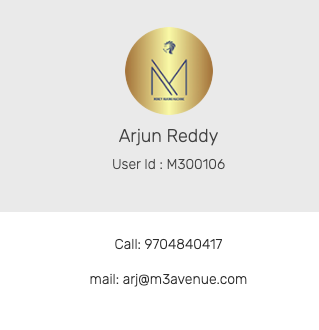 M
Arjun Reddy
User Id : M300106
Call: 9704840417
mail: arj@m3avenue.com